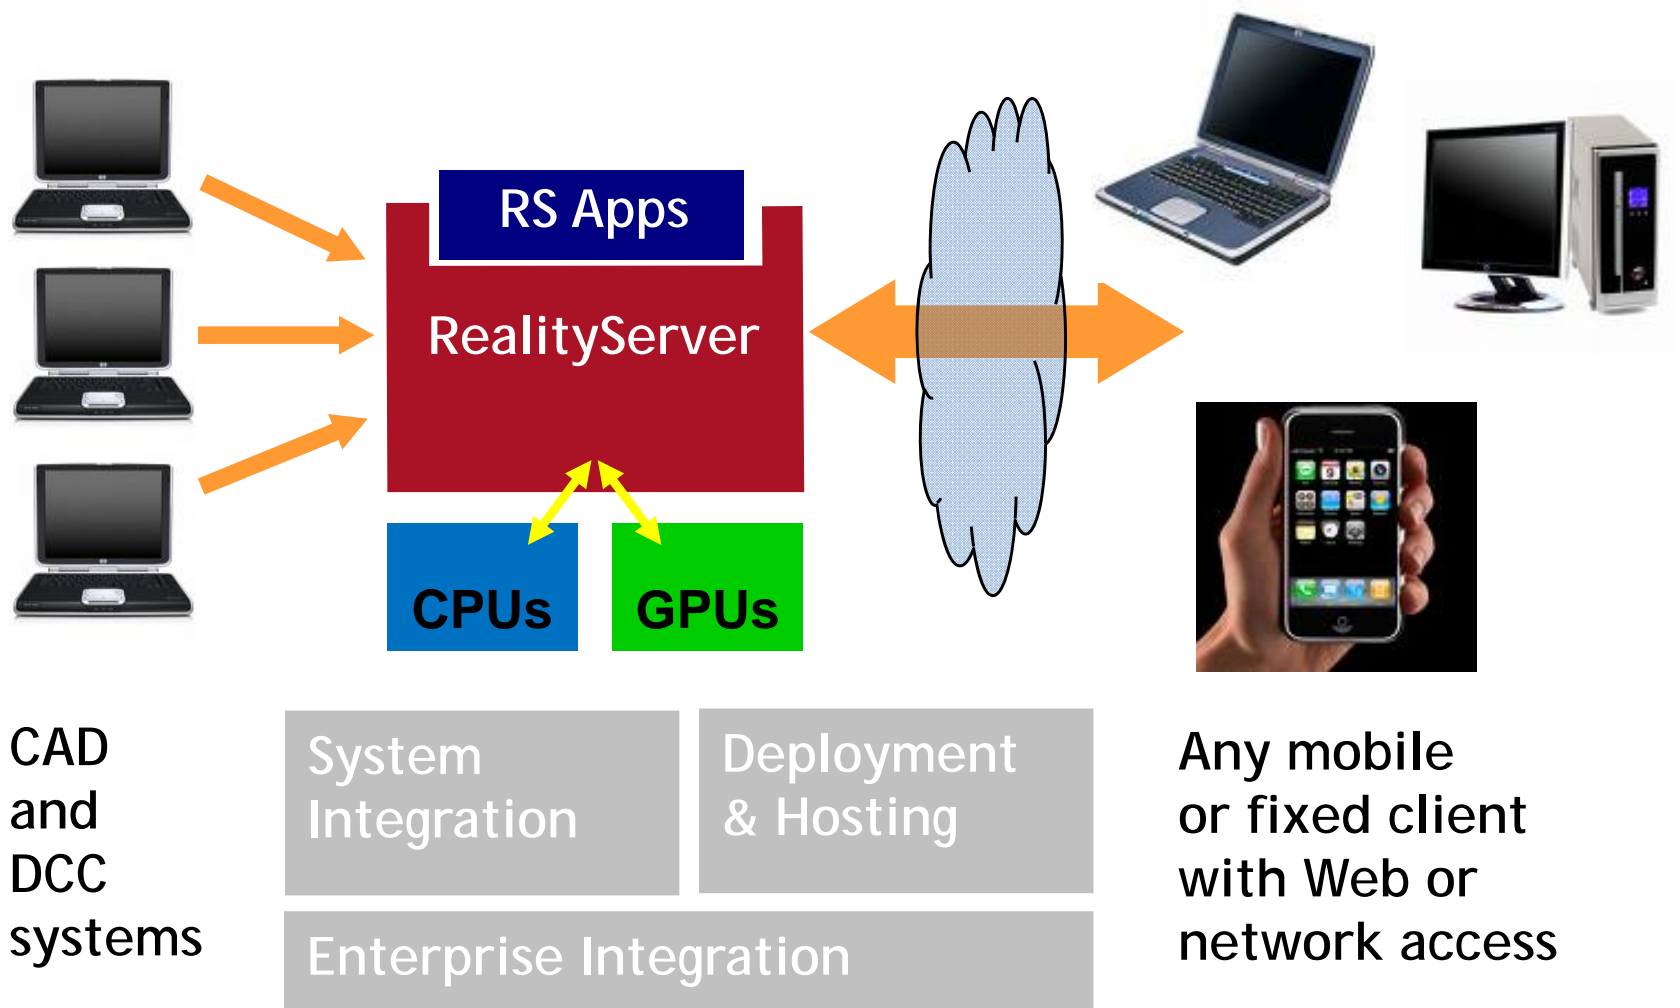 RS Apps
RealityServer
CPUs
GPUs
CAD
and
DCC
systems
System
Integration
Deployment
& Hosting
Enterprise Integration
Any mobile
or fixed client
with Web or
network access